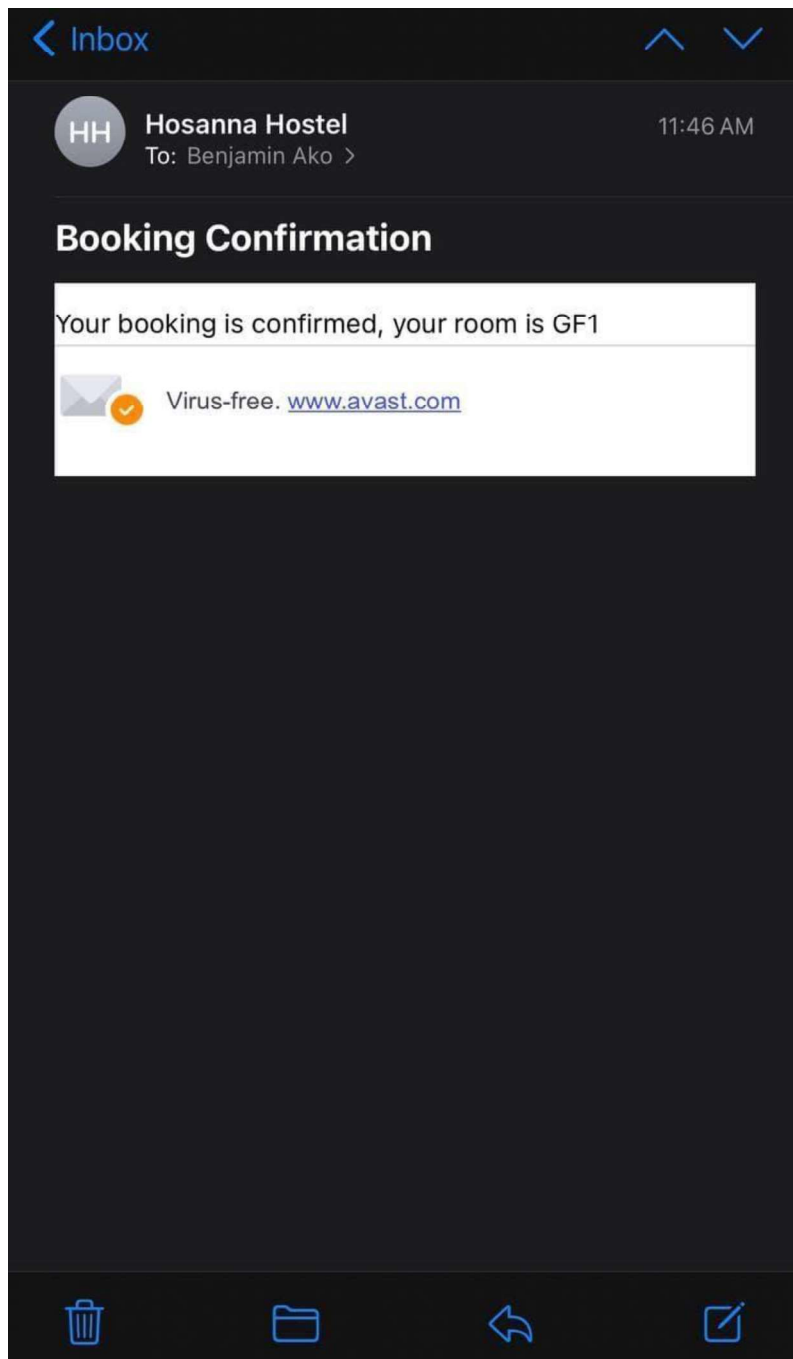 Inbox
HH
Hosanna Hostel
11:46 AM
To: Benjamin Ako >
Booking Confirmation
Your booking is confirmed, your room is GF1
Virus-free. www.avast.com